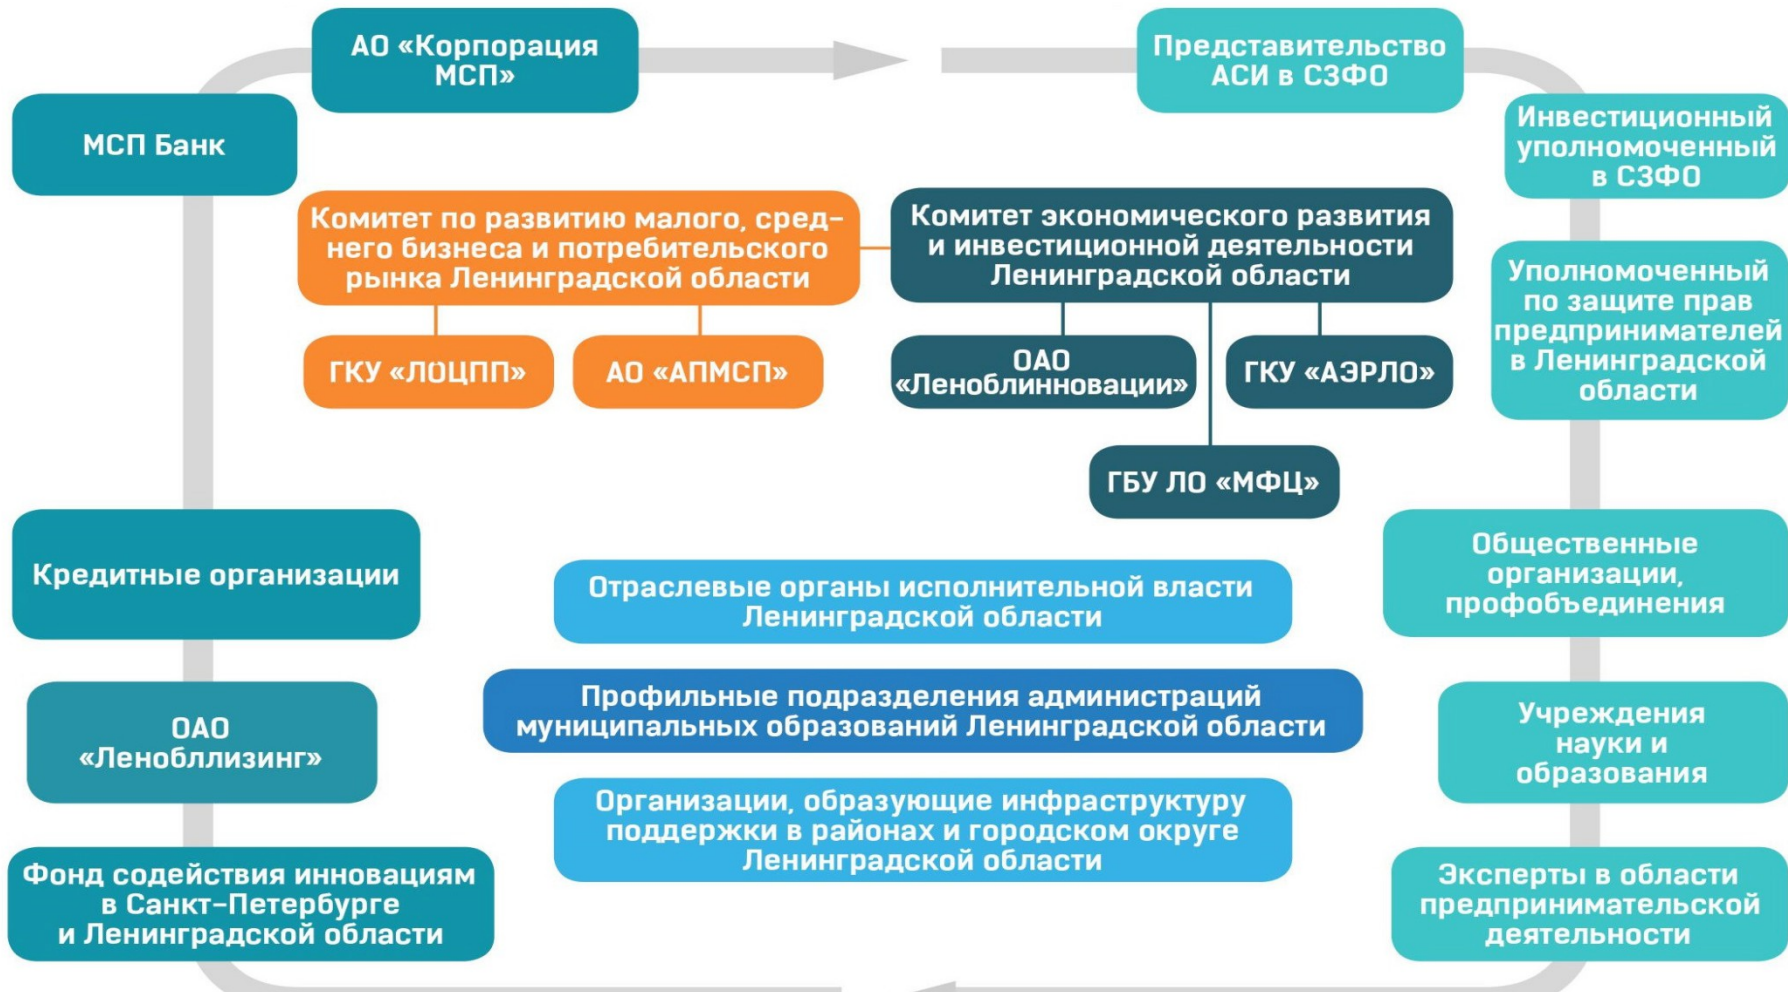 АО «Корпорация
МСП»
Представительство
АСИ в СЗФО
МСП Банк
Инвестиционный
уполномоченный
в СЗФО
Комитет по развитию малого, сред-
него бизнеса и потребительского
рынка Ленинградской области
Комитет экономического развития
и инвестиционной деятельности
Ленинградской области
Уполномоченный
по защите прав
предпринимателей
в Ленинградской
области
ГКУ «ЛОЦПП»
АО «АПМСП»
ОАО
«Леноблинновации»
ГКУ «АЭРЛО»
ГБУ ЛО «МФЦ»
Кредитные организации
Отраслевые органы исполнительной власти
Ленинградской области
Общественные
организации,
профобъединения
ОАО
«Ленобллизинг»
Профильные подразделения администраций
муниципальных образований Ленинградской области
Учреждения
науки и
образования
Организации, образующие инфраструктуру
поддержки в районах и городском округе
Ленинградской области
Фонд содействия инновациям
в Санкт-Петербурге
и Ленинградской области
Эксперты в области
предпринимательской
деятельности